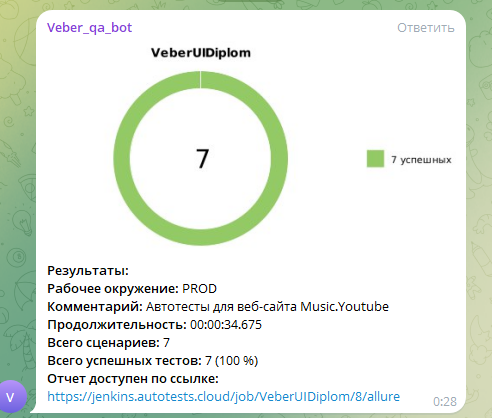 Veber_qa_bot
Ответить
VeberUIDiplom
7
7 успешных
Результаты:
Рабочее окружение: PROD
Комментарий: Автотесты для веб-сайта Music.Youtube
Продолжительность: 00:00:34.675
Всего сценариев: 7
Всего успешных тестов: 7 (100 %)
Отчет доступен по ссылке:
https://jenkins.autotests.cloud/job/VeberUIDiplom/8/allure
0:28
V